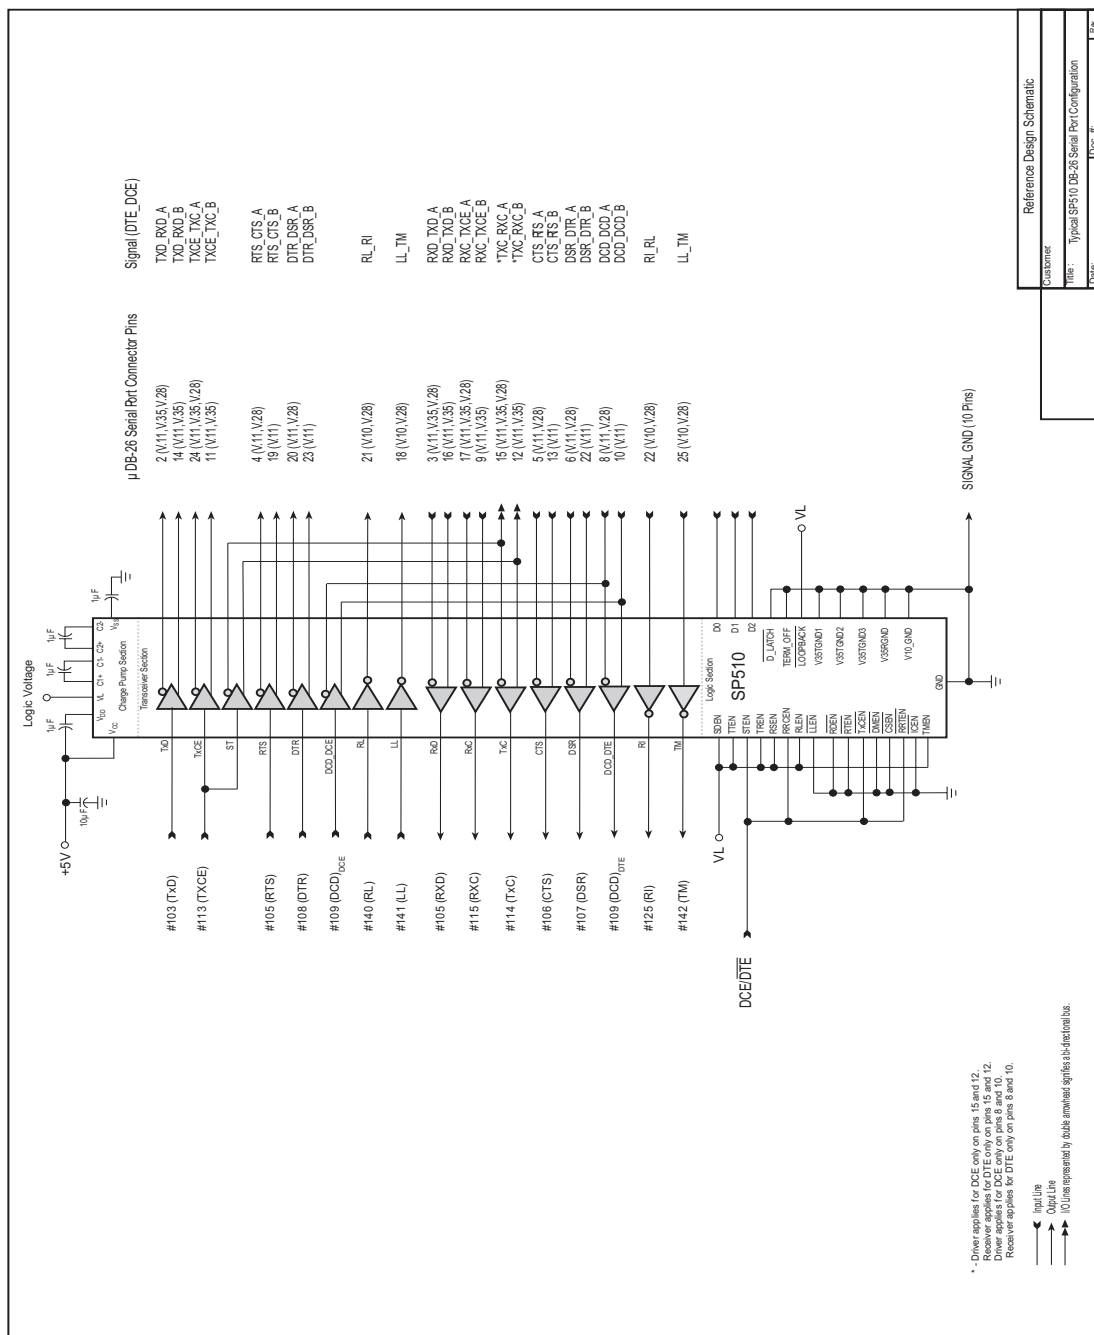 Reference Design Schematic
Customer:
Title :
Typical SP510 DB-26 Serial Port Configuration
Date:
Doc. #:
Rev.
Logic Voltage
+5V
10µF
1µF
1µF
1µF
1µF
VCC
VDD
VL
C1+
C1-
C2+
C2-
VSS
Charge Pump Section
Transceiver Section
µDB-26 Serial Port Connector Pins
Signal (DTE_DCE)
#103 (TxD)
TxD
2 (V.11,V.35,V.28)
TXD_RXD_A
14 (V.11,V.35)
TXD_RXD_B
#113 (TXCE)
TxCE
24 (V.11,V.35,V.28)
TXCE_TXC_A
11 (V.11,V.35)
TXCE_TXC_B
ST
#105 (RTS)
RTS
4 (V.11,V.28)
RTS_CTS_A
19 (V.11)
RTS_CTS_B
#108 (DTR)
DTR
20 (V.11,V.28)
DTR_DSR_A
23 (V.11)
DTR_DSR_B
#109 (DCD)DCE
DCD_DCE
#140 (RL)
RL
21 (V.10,V.28)
RL_RI
#141 (LL)
LL
18 (V.10,V.28)
LL_TM
#105 (RXD)
RxD
3 (V.11,V.35,V.28)
RXD_TXD_A
16 (V.11,V.35)
RXD_TXD_B
#115 (RXC)
RxC
17 (V.11,V.35,V.28)
RXC_TXCE_A
9 (V.11,V.35)
RXC_TXCE_B
#114 (TxC)
TxC
15 (V.11,V.35,V.28)
*TXC_RXC_A
12 (V.11,V.35)
*TXC_RXC_B
#106 (CTS)
CTS
5 (V.11,V.28)
CTS_RTS_A
13 (V.11)
CTS_RTS_B
#107 (DSR)
DSR
6 (V.11,V.28)
DSR_DTR_A
22 (V.11)
DSR_DTR_B
#109 (DCD)DTE
DCD_DTE
8 (V.11,V.28)
DCD_DCD_A
10 (V.11)
DCD_DCD_B
#125 (RI)
RI
22 (V.10,V.28)
RI_RL
#142 (TM)
TM
25 (V.10,V.28)
LL_TM
Logic Section
SP510
D0
D1
D2
D_LATCH
TERM_OFF
LOOPBACK
V35TGND1
V35TGND2
V35TGND3
V35RGND
V10_GND
GND
VL
SIGNAL GND (10 Pins)
VL
DCE/DTE
SDEN
TTEN
STEN
TREN
RSEN
RRCEN
RLEN
LLEN
RDEN
RTEN
TxCEN
DMEN
CSEN
RRTEN
ICEN
TMEN
* - Driver applies for DCE only on pins 15 and 12.
Receiver applies for DTE only on pins 15 and 12.
Driver applies for DCE only on pins 8 and 10.
Receiver applies for DTE only on pins 8 and 10.
Input Line
Output Line
I/O Lines represented by double arrowhead signifies a bi-directional bus.